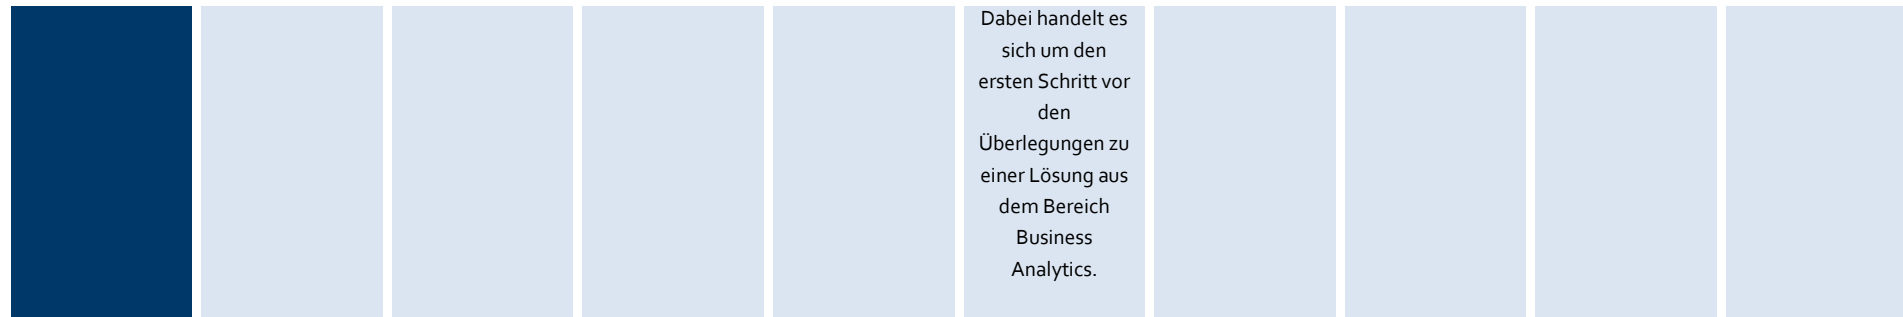 Dabei handelt es
sich um den
ersten Schritt vor
den
Überlegungen zu
einer Lösung aus
dem Bereich
Business
Analytics.